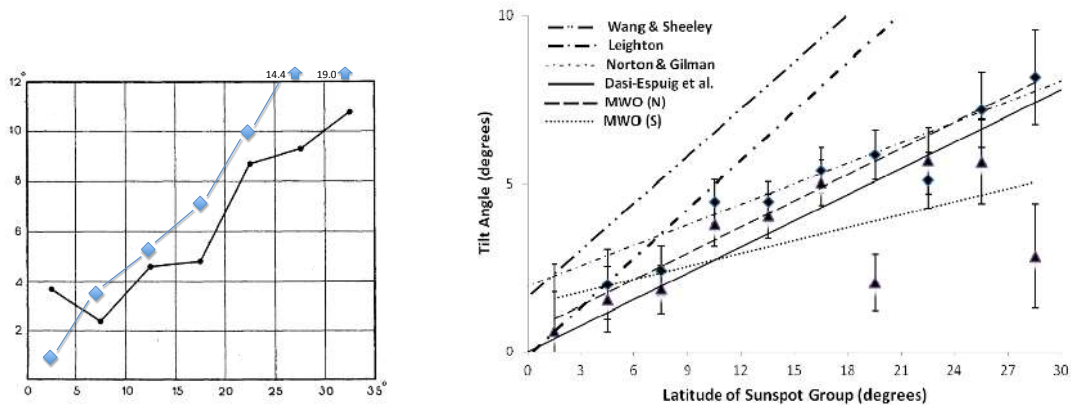 12°
10
8
6
4
2
0 5 10 15 20 25 30 35°
14.4 19.0
10
5
0
Wang & Sheeley
Leighton
Norton & Gilman
Dasi-Espuig et al.
MWO (N)
MWO (S)
Tilt Angle (degrees)
0 3 6 9 12 15 18 21 24 27 30
Latitude of Sunspot Group (degrees)